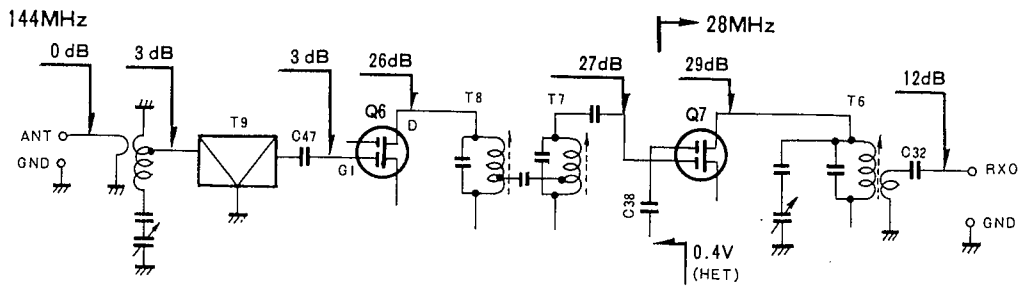 144MHz
28MHz
0 dB
3 dB
3 dB
26dB
27dB
29dB
12dB
Q6
D
T8
T7
Q7
T6
ANT
T9
C47
C32
RXO
GND
G1
C38
GND
0.4V
(HET)